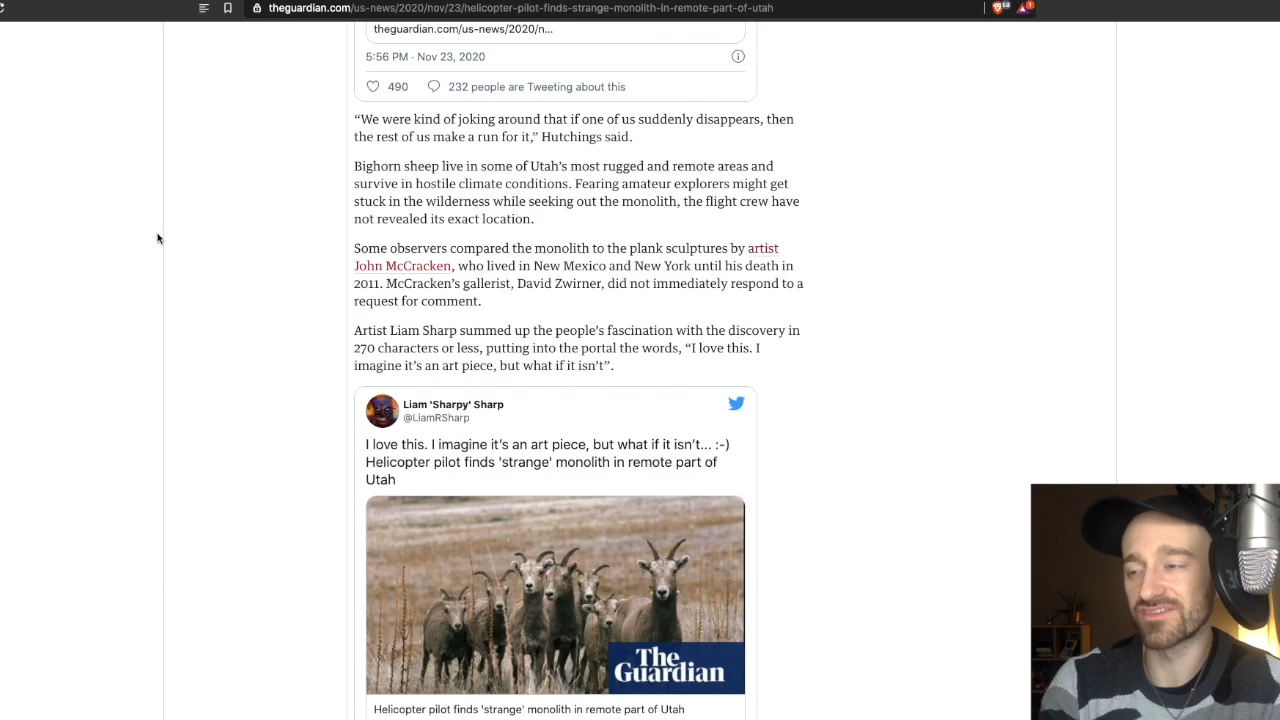 theguardian.com/us-news/2020/nov/23/helicopter-pilot-finds-strange-monolith-in-remote-part-of-utah
theguardian.com/us-news/2020/n...
5:56 PM · Nov 23, 2020
490 232 people are Tweeting about this
“We were kind of joking around that if one of us suddenly disappears, then
the rest of us make a run for it,” Hutchings said.
Bighorn sheep live in some of Utah’s most rugged and remote areas and
survive in hostile climate conditions. Fearing amateur explorers might get
stuck in the wilderness while seeking out the monolith, the flight crew have
not revealed its exact location.
Some observers compared the monolith to the plank sculptures by artist
John McCracken, who lived in New Mexico and New York until his death in
2011. McCracken’s gallerist, David Zwirner, did not immediately respond to a
request for comment.
Artist Liam Sharp summed up the people’s fascination with the discovery in
270 characters or less, putting into the portal the words, “I love this. I
imagine it’s an art piece, but what if it isn’t”.
Liam 'Sharpy' Sharp
@LiamRSharp
I love this. I imagine it’s an art piece, but what if it isn’t... :-)
Helicopter pilot finds 'strange' monolith in remote part of
Utah
The
Guardian
Helicopter pilot finds 'strange' monolith in remote part of Utah